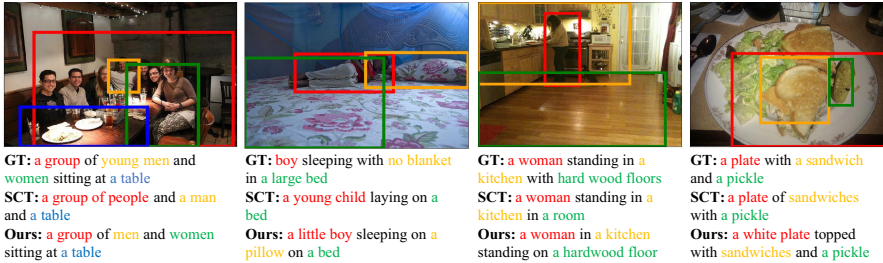 GT: a group of young men and
women sitting at a table
SCT: a group of people and a man
and a table
Ours: a group of men and women
sitting at a table
GT: boy sleeping with no blanket
in a large bed
SCT: a young child laying on a
bed
Ours: a little boy sleeping on a
pillow on a bed
GT: a woman standing in a
kitchen with hard wood floors
SCT: a woman standing in a
kitchen in a room
Ours: a woman in a kitchen
standing on a hardwood floor
GT: a plate with a sandwich
and a pickle
SCT: a plate of sandwiches
with a pickle
Ours: a white plate topped
with sandwiches and a pickle